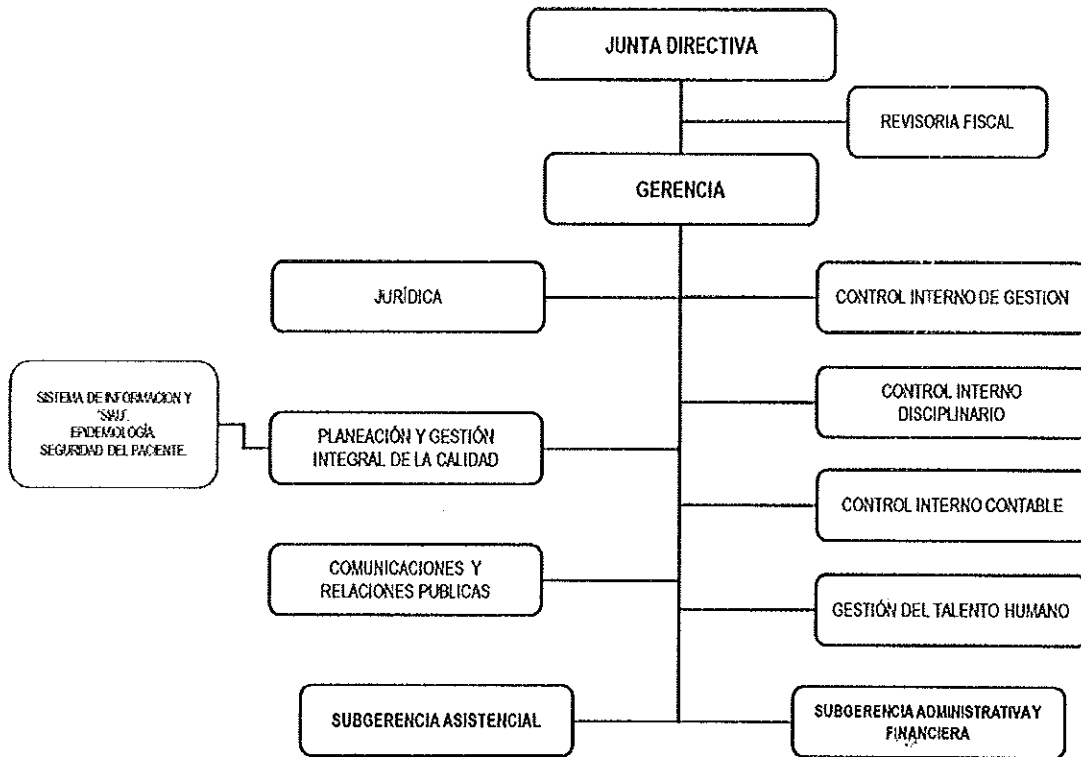 JUNTA DIRECTIVA
REVISORIA FISCAL
GERENCIA
JURÍDICA
CONTROL INTERNO DE GESTION
SISTEMA DE INFORMACION Y
"SIAU".
EPIDEMOLOGÍA.
SEGURIDAD DEL PACIENTE.
PLANEACIÓN Y GESTIÓN
INTEGRAL DE LA CALIDAD
CONTROL INTERNO
DISCIPLINARIO
CONTROL INTERNO CONTABLE
COMUNICACIONES Y
RELACIONES PUBLICAS
GESTIÓN DEL TALENTO HUMANO
SUBGERENCIA ASISTENCIAL
SUBGERENCIA ADMINISTRATIVA Y
FINANCIERA